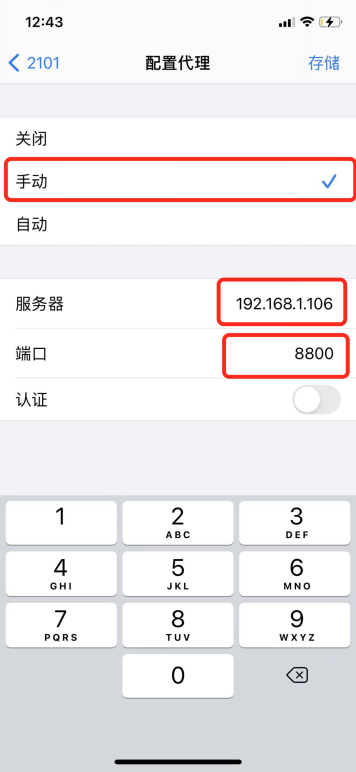 12:43
2101 配置代理 存储
关闭
手动
自动
服务器 192.168.1.106
端口 8800
认证
1 2 3
ABC DEF
4 5 6
GHI JKL MNO
7 8 9
PQRS TUV WXYZ
0